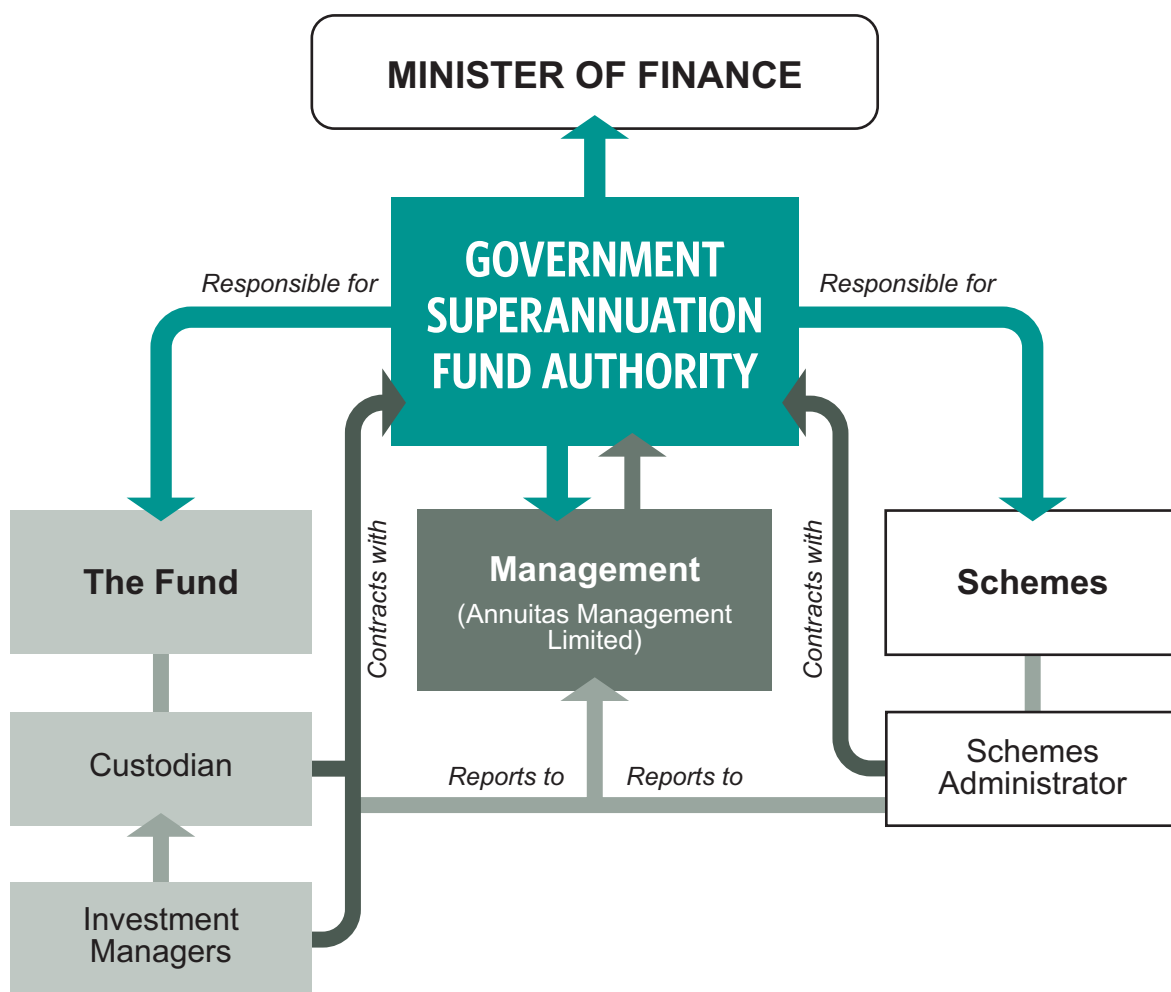 MINISTER OF FINANCE
GOVERNMENT
SUPERANNUATION
FUND AUTHORITY
Responsible for
Responsible for
The Fund
Contracts with
Management
(Annuitas Management
Limited)
Contracts with
Schemes
Custodian
Reports to
Reports to
Schemes
Administrator
Investment
Managers